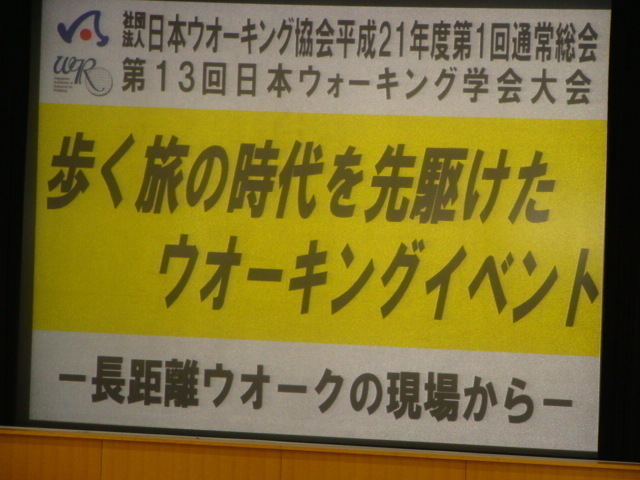 社団法人日本ウオーキング協会平成21年度第1回通常総会
WR
第13回日本ウォーキング学会大会
歩く旅の時代を先駆けた
ウオーキングイベント
－長距離ウオークの現場から－